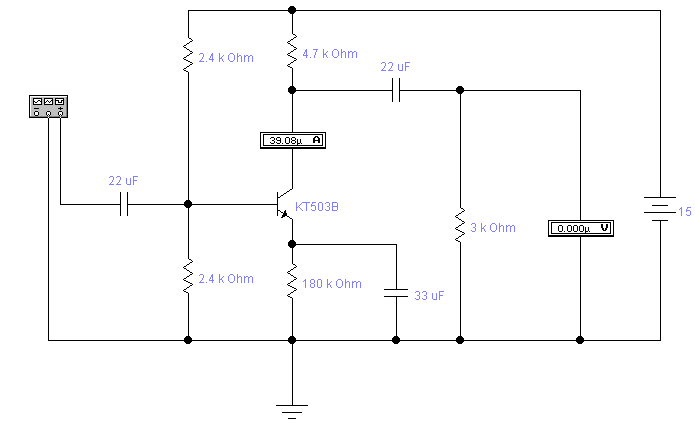 2.4 k Ohm
4.7 k Ohm
22 uF
39.08µ A
22 uF
KT503B
3 k Ohm
0.000µ V
15
2.4 k Ohm
180 k Ohm
33 uF